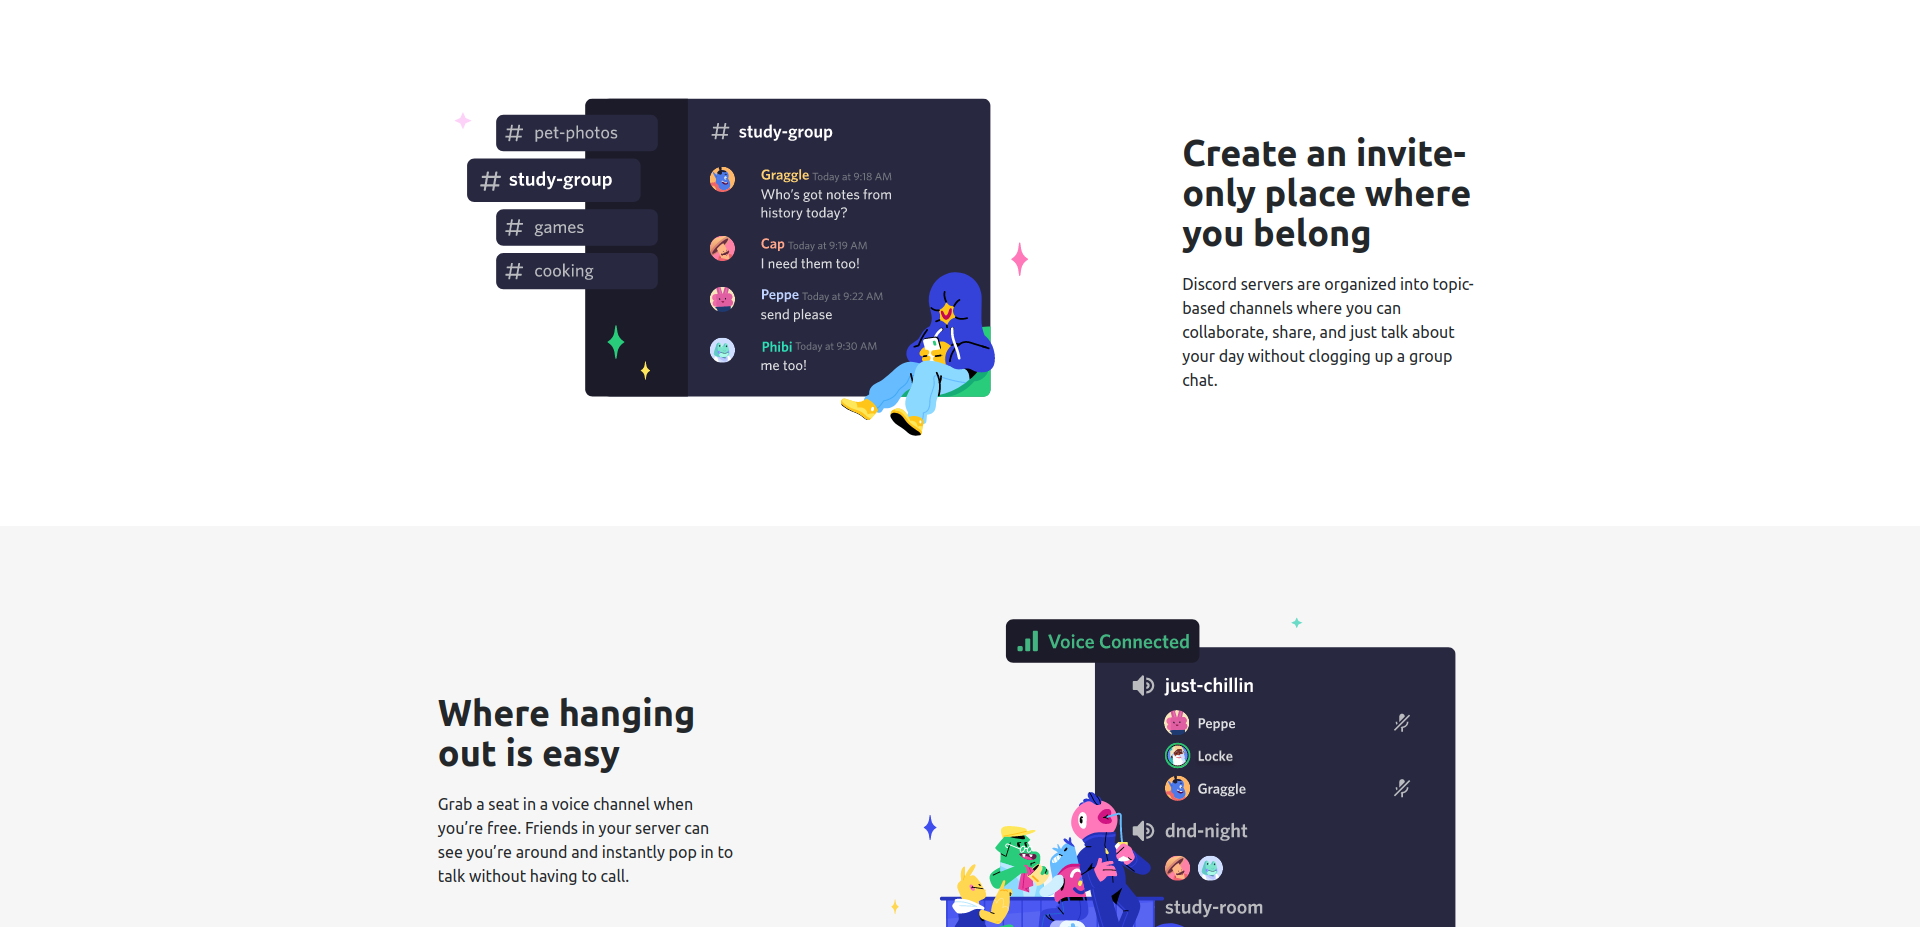 # pet-photos
# study-group
# games
# cooking
# study-group
Graggle Today at 9:18 AM
Who's got notes from
history today?
Cap Today at 9:19 AM
I need them too!
Peppe Today at 9:22 AM
send please
Phibi Today at 9:30 AM
me too!
Create an invite-
only place where
you belong
Discord servers are organized into topic-
based channels where you can
collaborate, share, and just talk about
your day without clogging up a group
chat.
Where hanging
out is easy
Grab a seat in a voice channel when
you’re free. Friends in your server can
see you’re around and instantly pop in to
talk without having to call.
Voice Connected
just-chillin
Peppe
Locke
Graggle
dnd-night
study-room